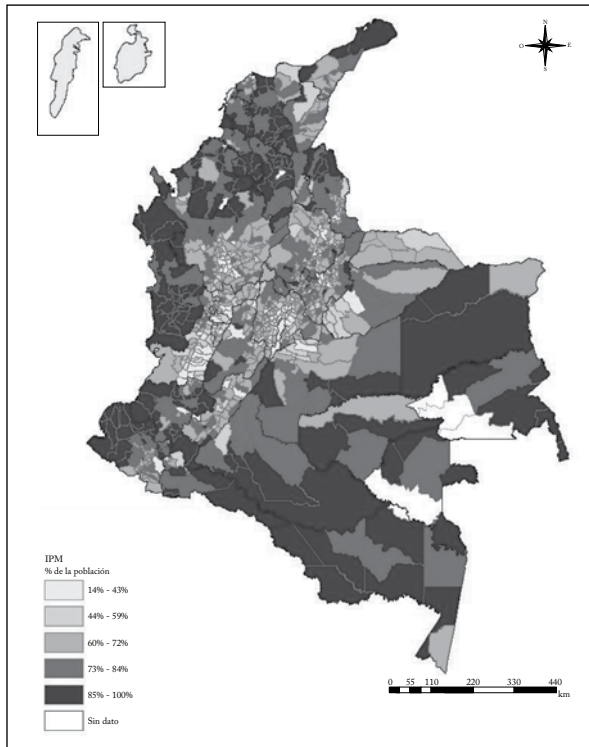 N
O E
S
IPM
% de la población
14% - 43%
44% - 59%
60% - 72%
73% - 84%
85% - 100%
Sin dato
0 55 110 220 330 440
km